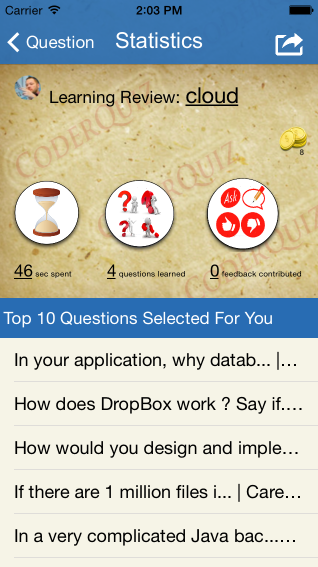 Carrier 2:03 PM
Question Statistics
Learning Review: cloud
CODERQUIZ
8
Ask
46 sec spent 4 questions learned 0 feedback contributed
Top 10 Questions Selected For You
In your application, why datab... |...
How does DropBox work ? Say if....
How would you design and imple...
If there are 1 million files i... | Care...
In a very complicated Java bac......